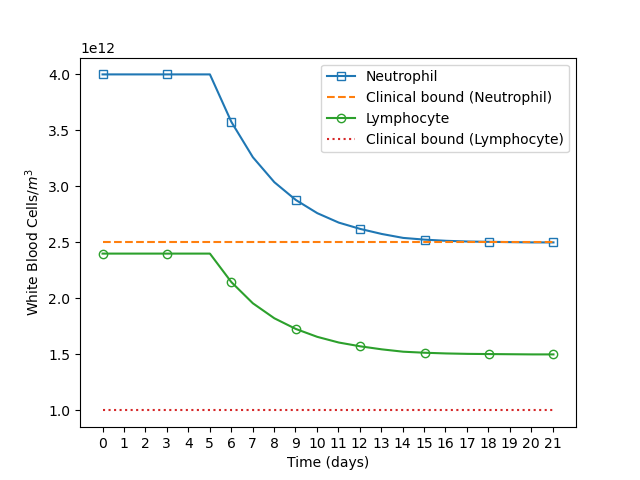 1e12
4.0
3.5
3.0
2.5
2.0
1.5
1.0
White Blood Cells/m³
Neutrophil
Clinical bound (Neutrophil)
Lymphocyte
Clinical bound (Lymphocyte)
0 1 2 3 4 5 6 7 8 9 10 11 12 13 14 15 16 17 18 19 20 21
Time (days)